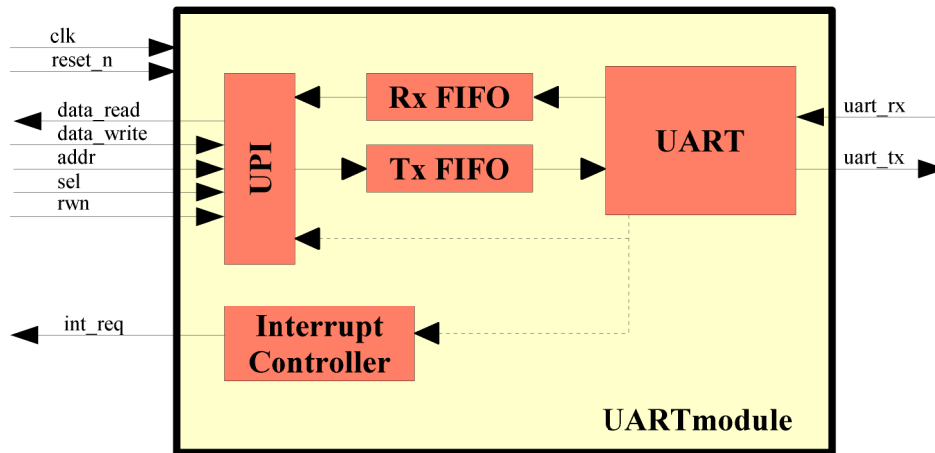 clk
reset_n
data_read
data_write
addr
sel
rwn
int_req
UPI
Rx FIFO
Tx FIFO
UART
uart_rx
uart_tx
Interrupt
Controller
UARTmodule